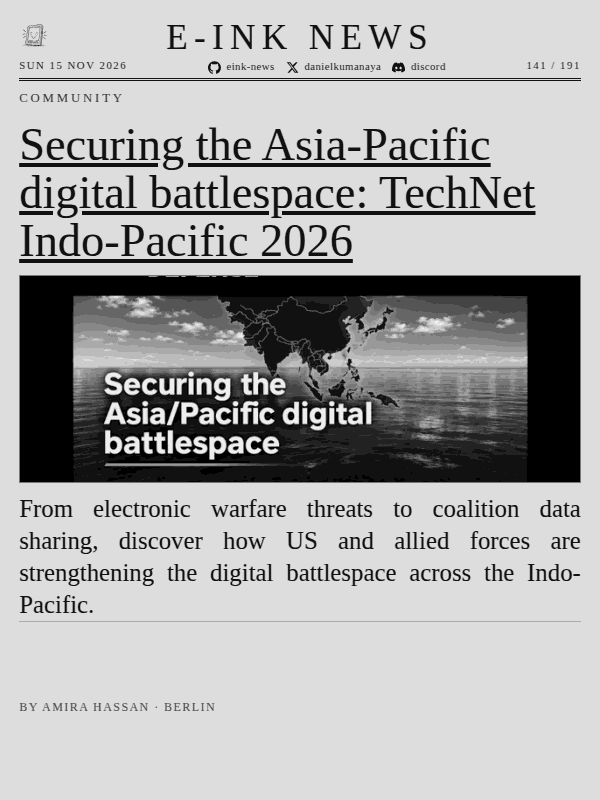 E-INK NEWS
SUN 15 NOV 2026
eink-news
danielkumanaya
discord
141 / 191
COMMUNITY
Securing the Asia-Pacific
digital battlespace: TechNet
Indo-Pacific 2026
Securing the
Asia/Pacific digital
battlespace
From electronic warfare threats to coalition data
sharing, discover how US and allied forces are
strengthening the digital battlespace across the Indo-
Pacific.
BY AMIRA HASSAN · BERLIN